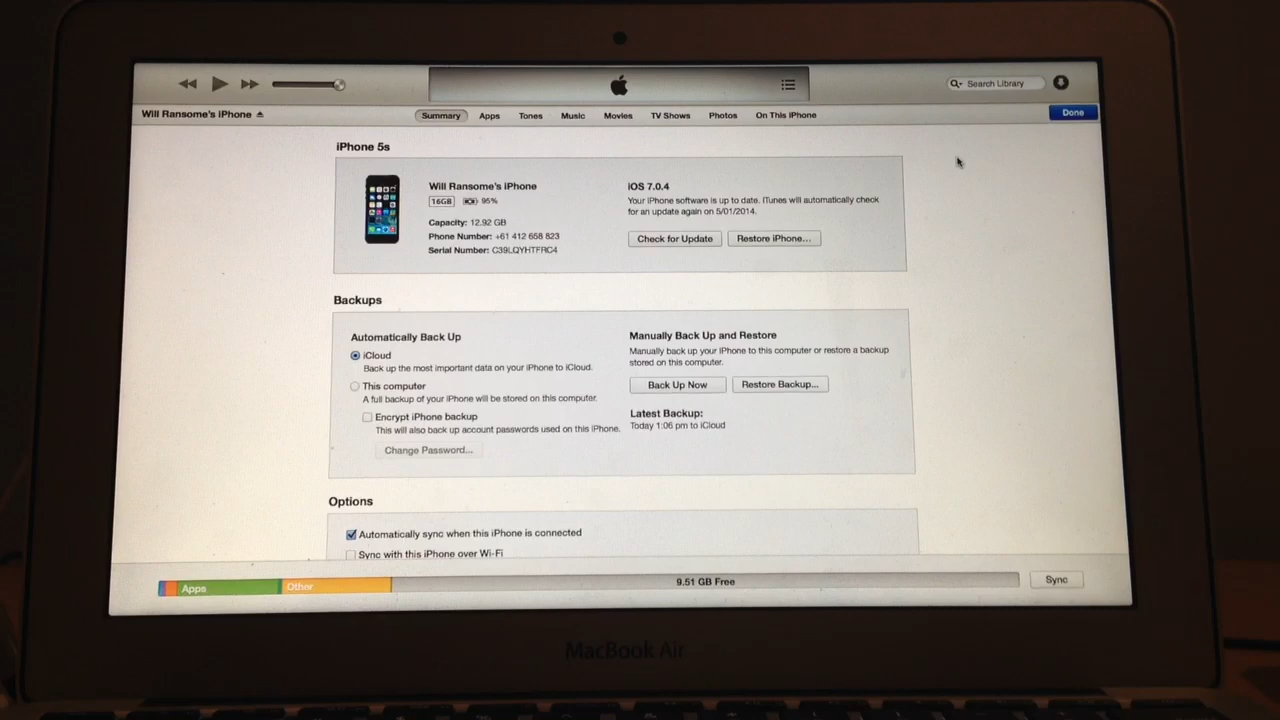 Search Library
Will Ransome's iPhone
Summary Apps Tones Music Movies TV Shows Photos On This iPhone
Done
iPhone 5s
Will Ransome's iPhone
16GB 95%
Capacity: 12.92 GB
Phone Number: +61 412 658 823
Serial Number: C39LQYHTFRC4
iOS 7.0.4
Your iPhone software is up to date. iTunes will automatically check
for an update again on 5/01/2014.
Check for Update Restore iPhone...
Backups
Automatically Back Up
iCloud
Back up the most important data on your iPhone to iCloud.
This computer
A full backup of your iPhone will be stored on this computer.
Encrypt iPhone backup
This will also back up account passwords used on this iPhone.
Change Password...
Manually Back Up and Restore
Manually back up your iPhone to this computer or restore a backup
stored on this computer.
Back Up Now Restore Backup...
Latest Backup:
Today 1:06 pm to iCloud
Options
Automatically sync when this iPhone is connected
Sync with this iPhone over Wi-Fi
Apps Other 9.51 GB Free Sync
MacBook Air